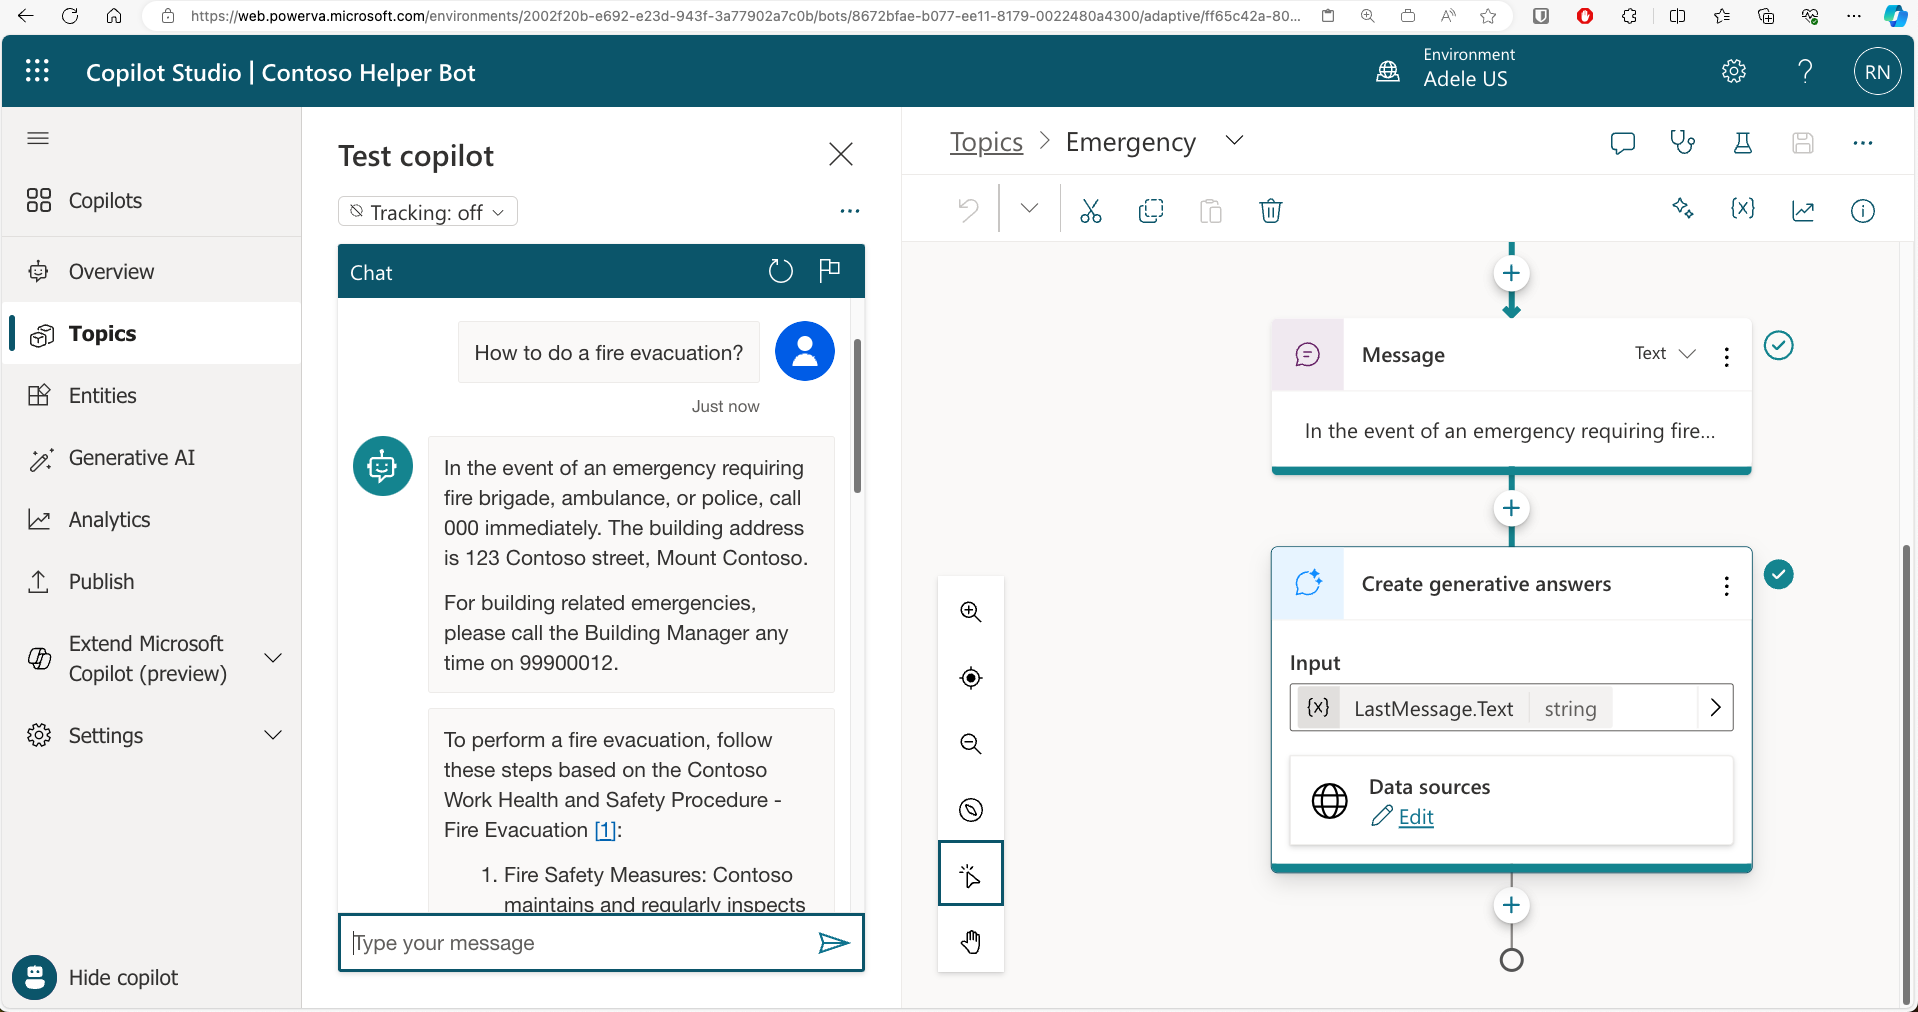 https://web.powerva.microsoft.com/environments/2002f20b-e692-e23d-943f-3a77902a7c0b/bots/8672bfae-b077-ee11-8179-0022480a4300/adaptive/ff65c42a-80...
Copilot Studio | Contoso Helper Bot
Environment
Adele US
RN
Copilots
Overview
Topics
Entities
Generative AI
Analytics
Publish
Extend Microsoft
Copilot (preview)
Settings
Hide copilot
Test copilot
Tracking: off
Chat
How to do a fire evacuation?
Just now
In the event of an emergency requiring
fire brigade, ambulance, or police, call
000 immediately. The building address
is 123 Contoso street, Mount Contoso.
For building related emergencies,
please call the Building Manager any
time on 99900012.
To perform a fire evacuation, follow
these steps based on the Contoso
Work Health and Safety Procedure -
Fire Evacuation [1]:
1. Fire Safety Measures: Contoso
maintains and regularly inspects
Type your message
Topics > Emergency
{x}
Message
Text
In the event of an emergency requiring fire...
Create generative answers
Input
{x} LastMessage.Text string
Data sources
Edit